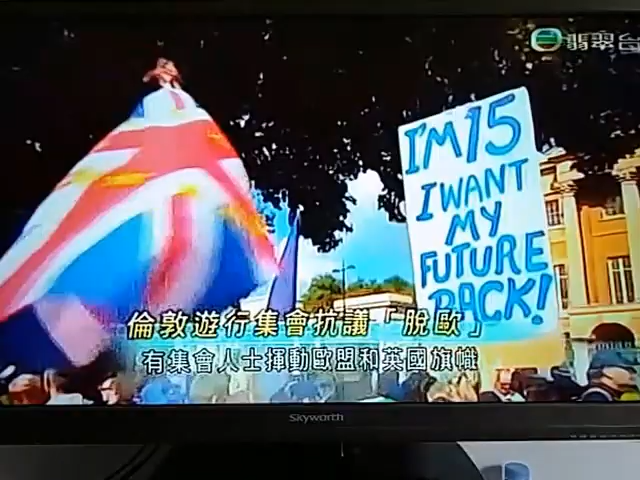 翡翠台
I'M 15
I WANT
MY
FUTURE
BACK!
倫敦遊行集會抗議「脫歐」
有集會人士揮動歐盟和英國旗幟
Skyworth